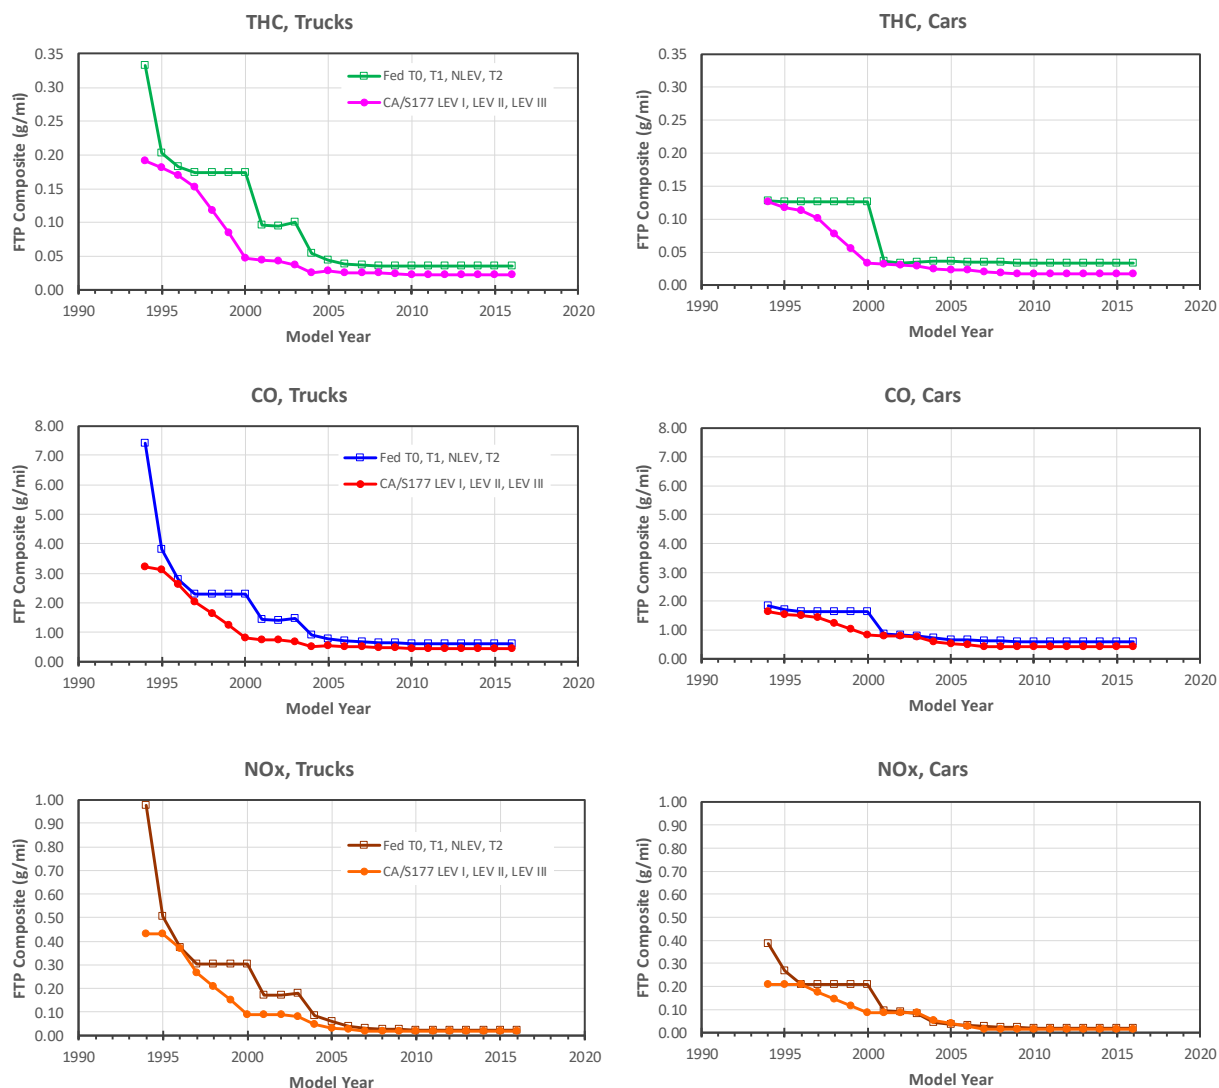 THC, Trucks
0.35
0.30
0.25
0.20
0.15
0.10
0.05
0.00
FTP Composite (g/mi)
Fed T0, T1, NLEV, T2
CA/S177 LEV I, LEV II, LEV III
1990 1995 2000 2005 2010 2015 2020
Model Year
THC, Cars
0.35
0.30
0.25
0.20
0.15
0.10
0.05
0.00
FTP Composite (g/mi)
1990 1995 2000 2005 2010 2015 2020
Model Year
CO, Trucks
8.00
7.00
6.00
5.00
4.00
3.00
2.00
1.00
0.00
FTP Composite (g/mi)
Fed T0, T1, NLEV, T2
CA/S177 LEV I, LEV II, LEV III
1990 1995 2000 2005 2010 2015 2020
Model Year
CO, Cars
8.00
7.00
6.00
5.00
4.00
3.00
2.00
1.00
0.00
FTP Composite (g/mi)
1990 1995 2000 2005 2010 2015 2020
Model Year
NOx, Trucks
1.00
0.90
0.80
0.70
0.60
0.50
0.40
0.30
0.20
0.10
0.00
FTP Composite (g/mi)
Fed T0, T1, NLEV, T2
CA/S177 LEV I, LEV II, LEV III
1990 1995 2000 2005 2010 2015 2020
Model Year
NOx, Cars
1.00
0.90
0.80
0.70
0.60
0.50
0.40
0.30
0.20
0.10
0.00
FTP Composite (g/mi)
1990 1995 2000 2005 2010 2015 2020
Model Year